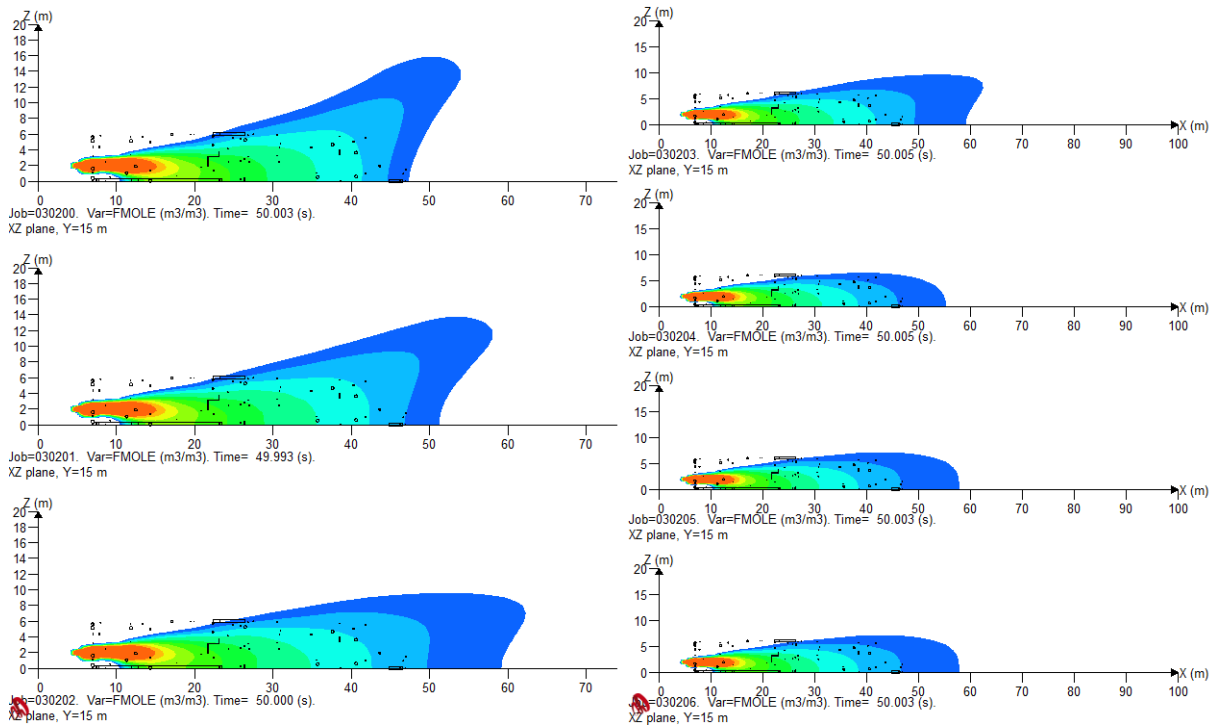 Z (m)
20
18
16
14
12
10
8
6
4
2
0
0 10 20 30 40 50 60 70
Job=030200. Var=FMOLE (m3/m3). Time= 50.003 (s).
XZ plane, Y=15 m
Z (m)
20
18
16
14
12
10
8
6
4
2
0
0 10 20 30 40 50 60 70
Job=030201. Var=FMOLE (m3/m3). Time= 49.993 (s).
XZ plane, Y=15 m
Z (m)
20
18
16
14
12
10
8
6
4
2
0
0 10 20 30 40 50 60 70
Job=030202. Var=FMOLE (m3/m3). Time= 50.000 (s).
XZ plane, Y=15 m
Z (m)
20
15
10
5
0
X (m)
0 10 20 30 40 50 60 70 80 90 100
Job=030203. Var=FMOLE (m3/m3). Time= 50.005 (s).
XZ plane, Y=15 m
Z (m)
20
15
10
5
0
X (m)
0 10 20 30 40 50 60 70 80 90 100
Job=030204. Var=FMOLE (m3/m3). Time= 50.005 (s).
XZ plane, Y=15 m
Z (m)
20
15
10
5
0
X (m)
0 10 20 30 40 50 60 70 80 90 100
Job=030205. Var=FMOLE (m3/m3). Time= 50.003 (s).
XZ plane, Y=15 m
Z (m)
20
15
10
5
0
X (m)
0 10 20 30 40 50 60 70 80 90 100
Job=030206. Var=FMOLE (m3/m3). Time= 50.003 (s).
XZ plane, Y=15 m